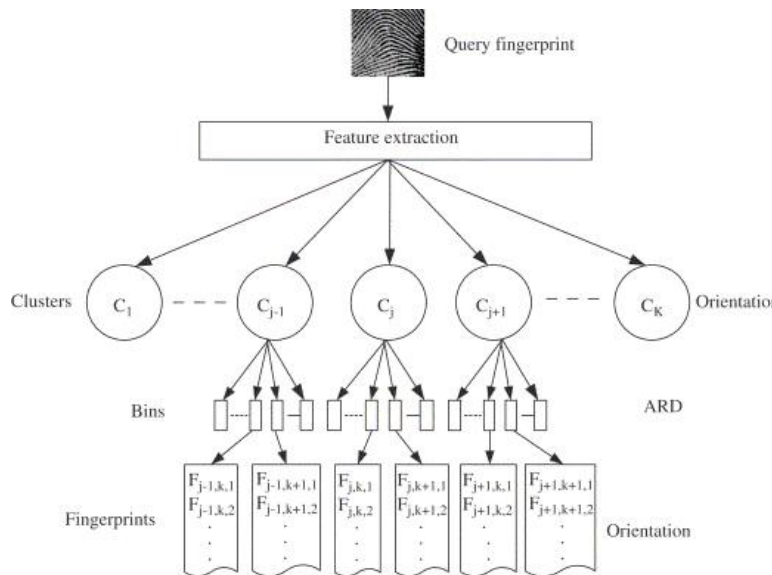 Query fingerprint
Feature extraction
Clusters C1 Cj-1 Cj Cj+1 CK Orientation
Bins ARD
Fj-1,k,1 Fj-1,k+1,1 Fj,k,1 Fj,k+1,1 Fj+1,k,1 Fj+1,k+1,1
Fj-1,k,2 Fj-1,k+1,2 Fj,k,2 Fj,k+1,2 Fj+1,k,2 Fj+1,k+1,2
Fingerprints Orientation